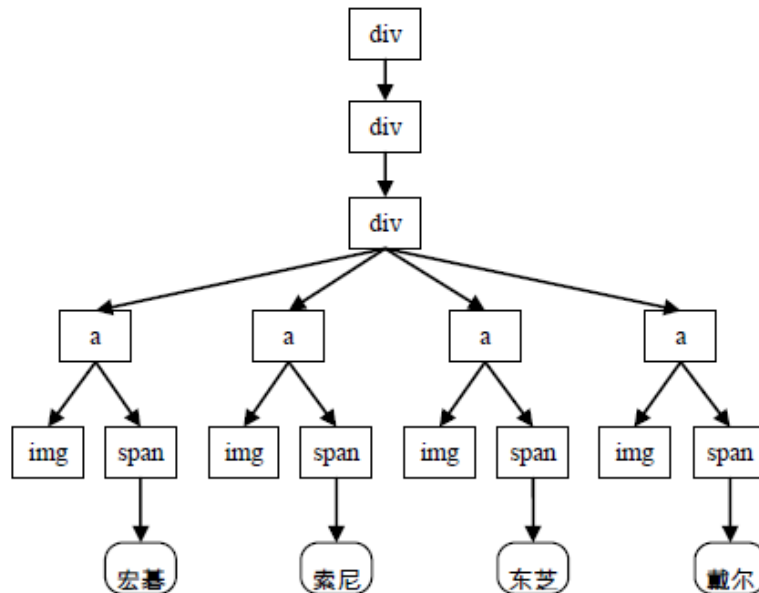 div
div
div
a a a a
img span img span img span img span
宏碁 索尼 东芝 戴尔